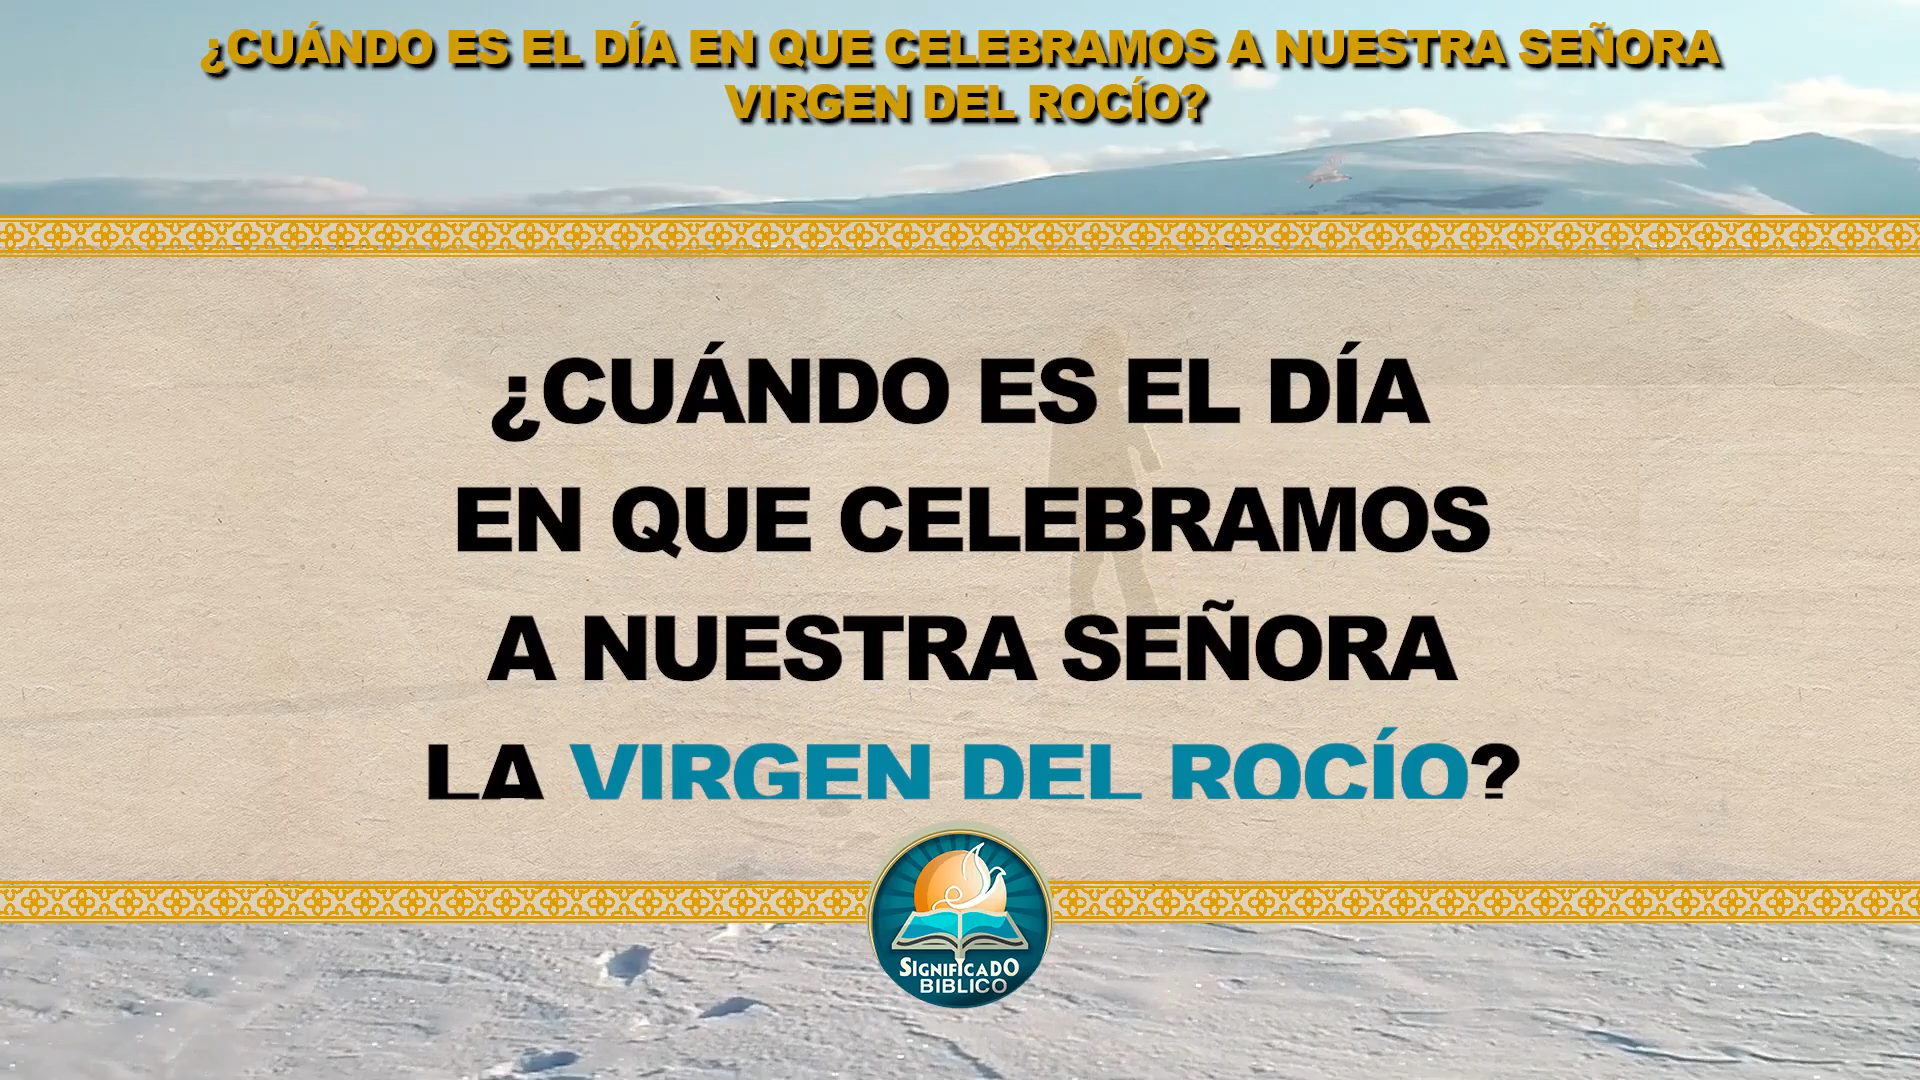 ¿CUÁNDO ES EL DÍA EN QUE CELEBRAMOS A NUESTRA SEÑORA
VIRGEN DEL ROCÍO?
¿CUÁNDO ES EL DÍA
EN QUE CELEBRAMOS
A NUESTRA SEÑORA
LA VIRGEN DEL ROCÍO?
SIGNIFICADO
BIBLICO